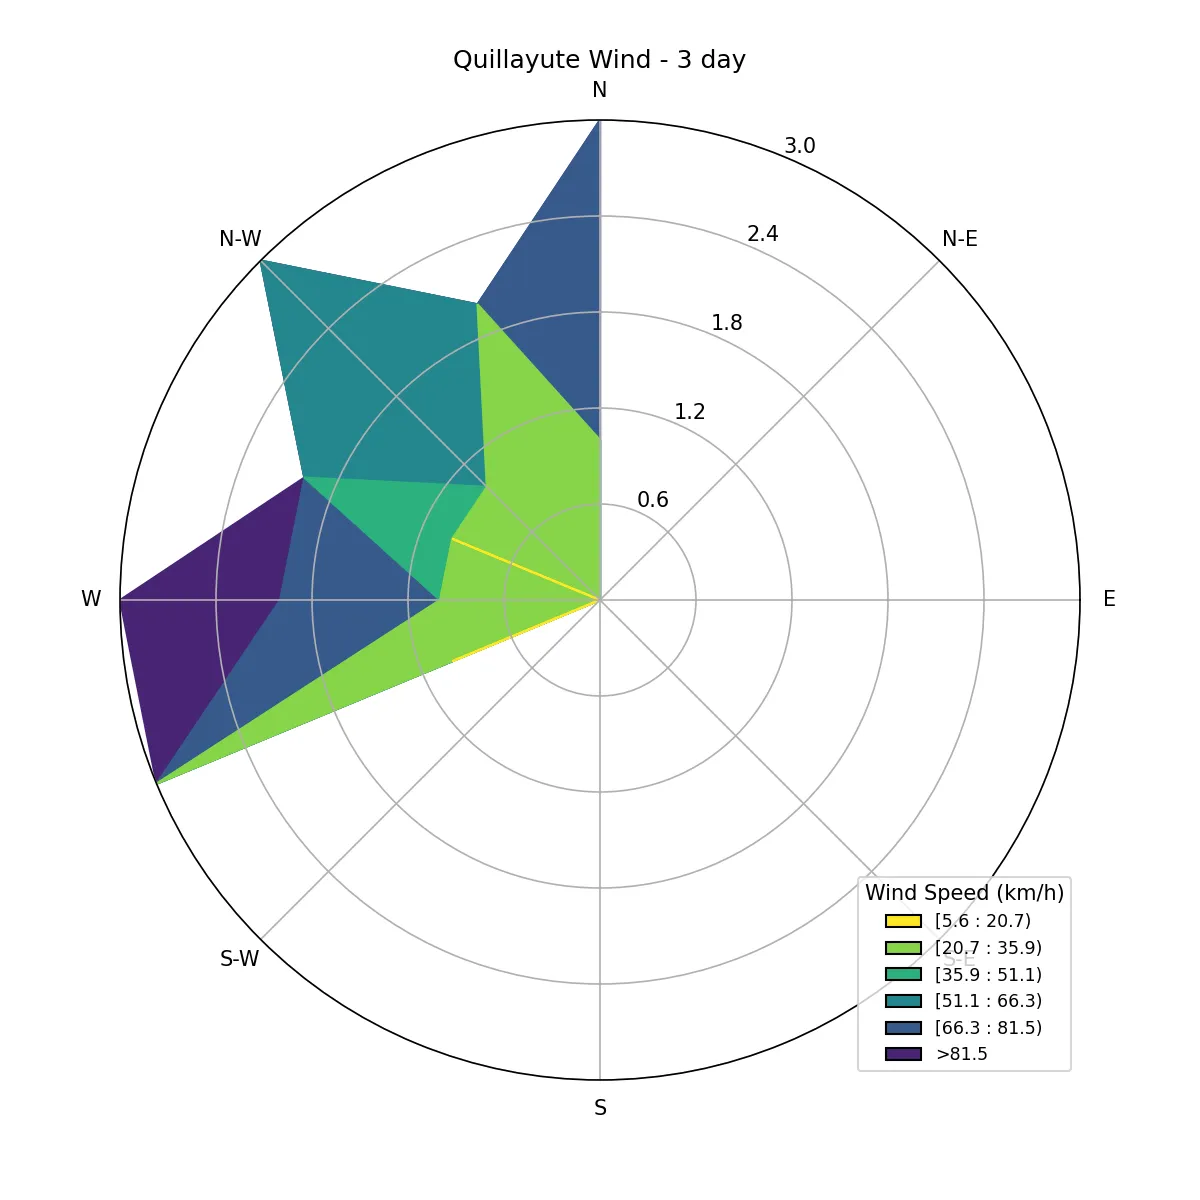 Quillayute Wind - 3 day
N
3.0
N-W
2.4
N-E
1.8
1.2
0.6
W
E
S-W
S-E
S
Wind Speed (km/h)
[5.6 : 20.7)
[20.7 : 35.9)
[35.9 : 51.1)
[51.1 : 66.3)
[66.3 : 81.5)
>81.5